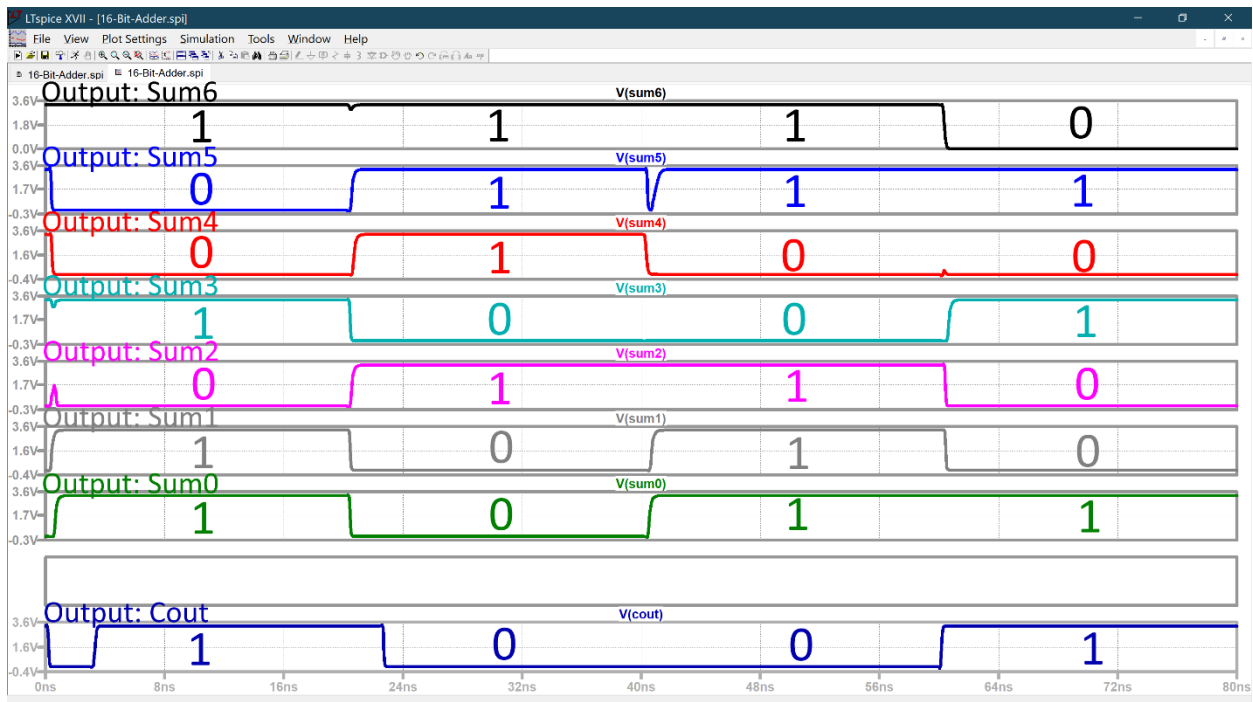 LTspice XVII - [16-Bit-Adder.spi]
File View Plot Settings Simulation Tools Window Help
16-Bit-Adder.spi 16-Bit-Adder.spi
Output: Sum6 V(sum6)
3.6V
1.8V 1 1 1 0
0.0V
Output: Sum5 V(sum5)
3.6V
1.7V 0 1 1 1
-0.3V
Output: Sum4 V(sum4)
3.6V
1.6V 0 1 0 0
-0.4V
Output: Sum3 V(sum3)
3.6V
1.7V 1 0 0 1
-0.3V
Output: Sum2 V(sum2)
3.6V
1.7V 0 1 1 0
-0.3V
Output: Sum1 V(sum1)
3.6V
1.6V 1 0 1 0
-0.4V
Output: Sum0 V(sum0)
3.6V
1.7V 1 0 1 1
-0.3V
Output: Cout V(cout)
3.6V
1.6V 1 0 0 1
-0.4V
0ns 8ns 16ns 24ns 32ns 40ns 48ns 56ns 64ns 72ns 80ns